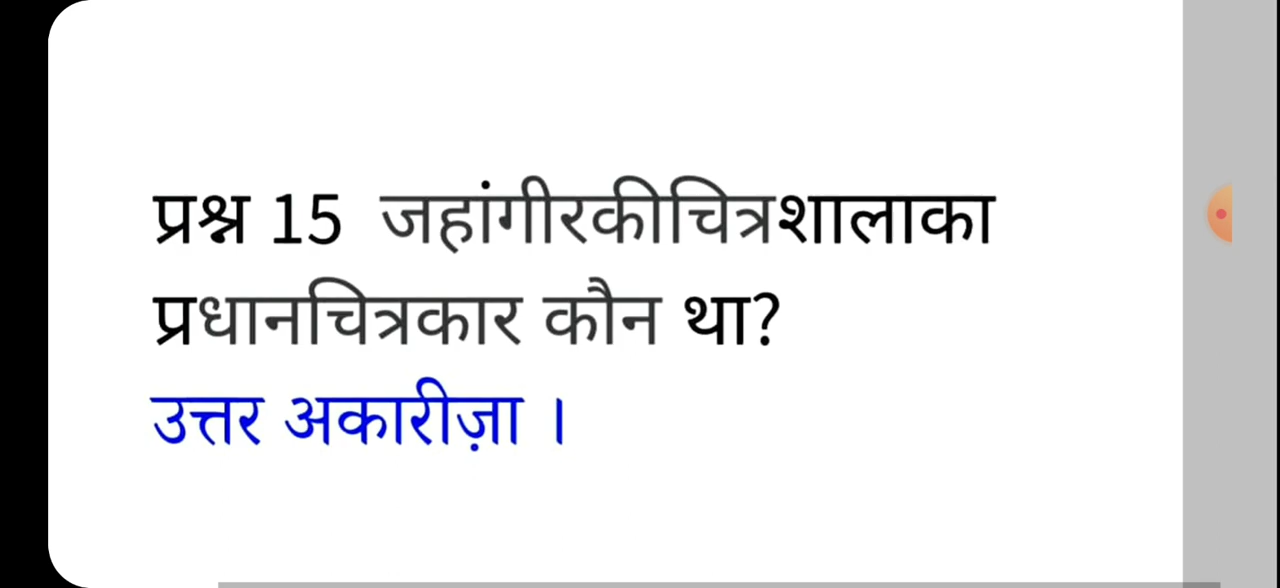 प्रश्न 15 जहांगीरकीचित्रशालाका
प्रधानचित्रकार कौन था?
उत्तर अकारीज़ा ।